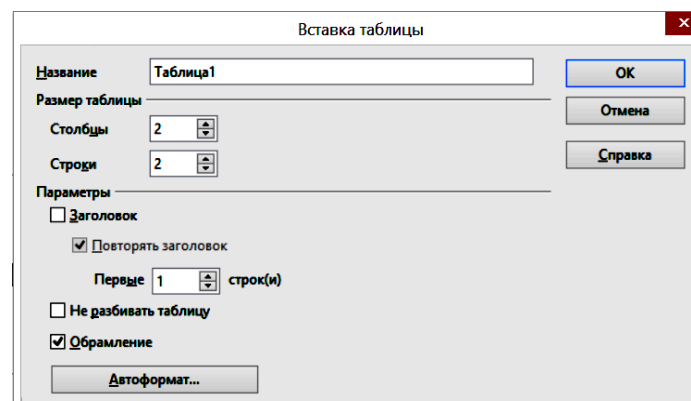 Вставка таблицы
Название Таблица1 ОК
Размер таблицы Отмена
Столбцы 2
Строки 2 Справка
Параметры
Заголовок
Повторять заголовок
Первые 1 строк(и)
Не разбивать таблицу
Обрамление
Автоформат...